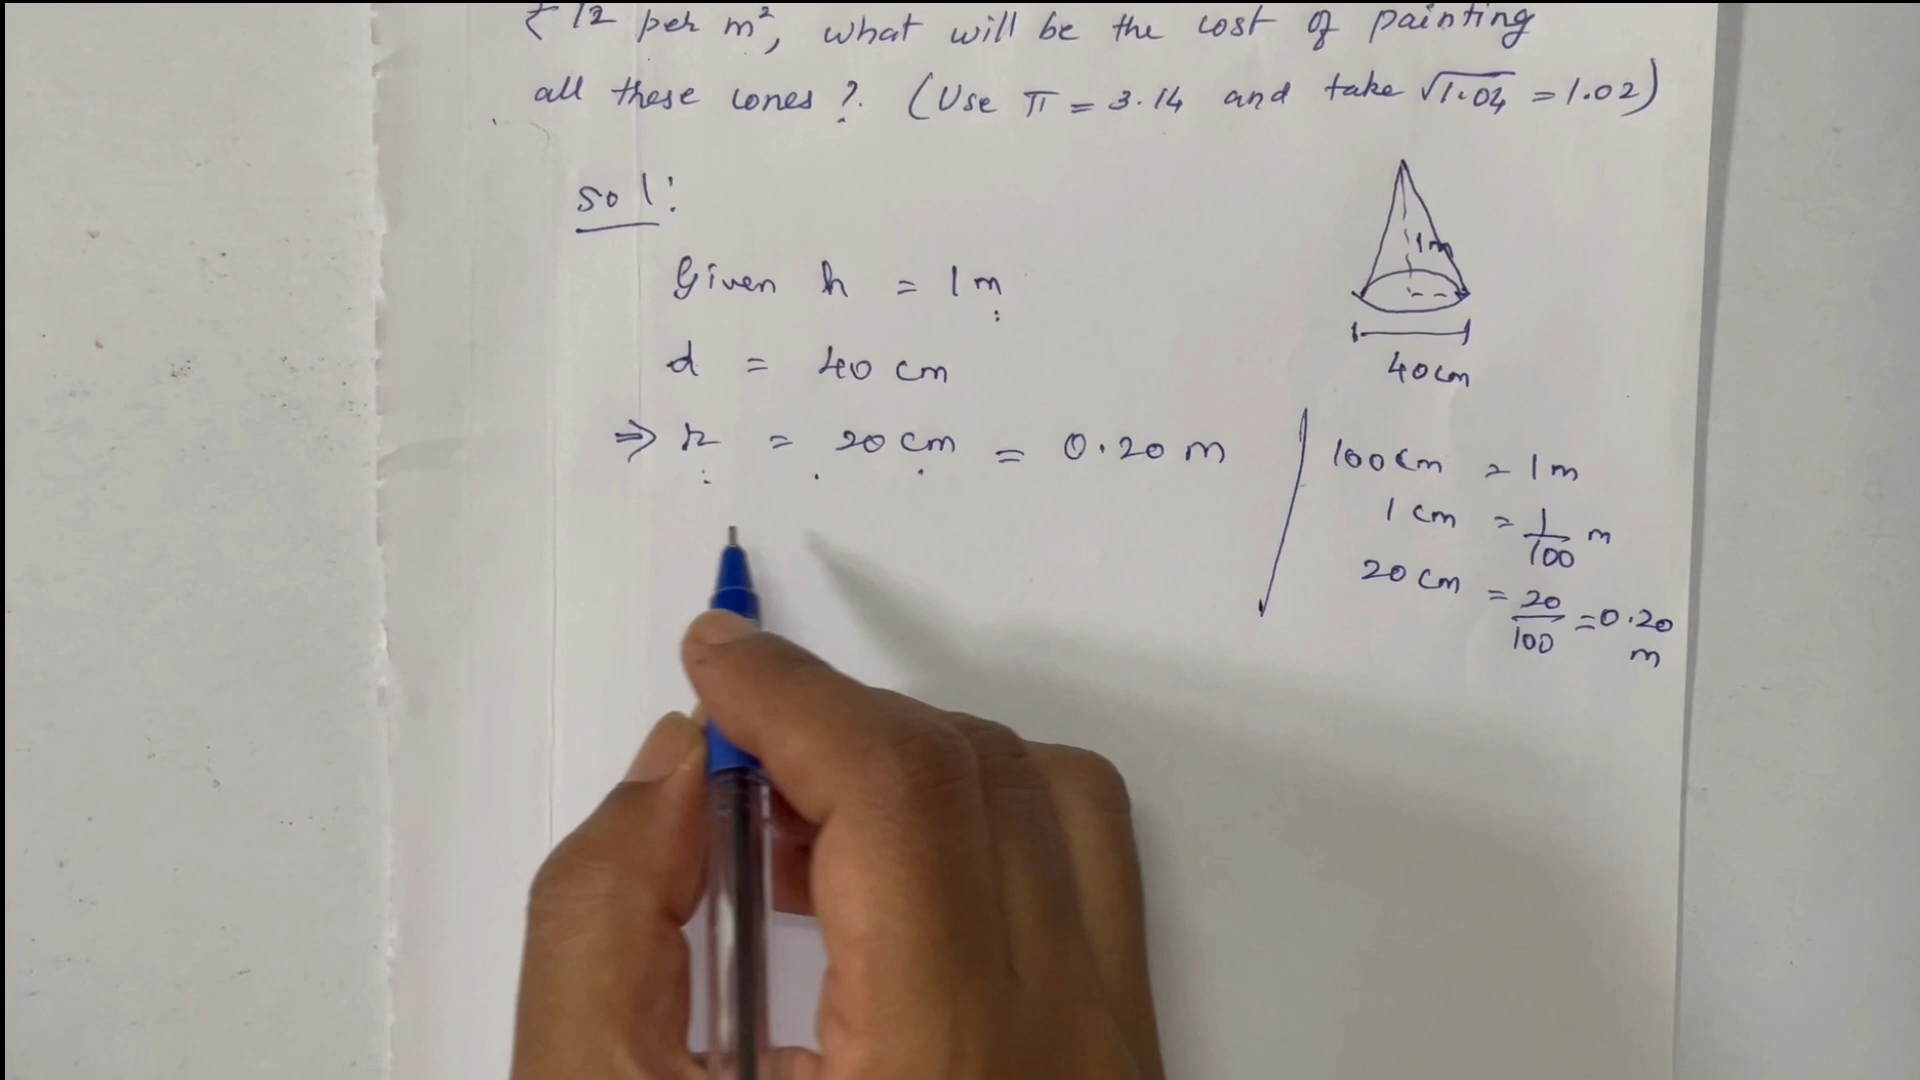 ₹ 12 per m², what will be the cost of painting
all these cones ? (Use π = 3.14 and take √1.04 = 1.02)
Sol:
1m
Given h = 1m
40cm
d = 40 cm
⇒ r = 20 cm = 0.20 m
100cm = 1m
1 cm = 1/100 m
20 cm = 20/100 = 0.20
m